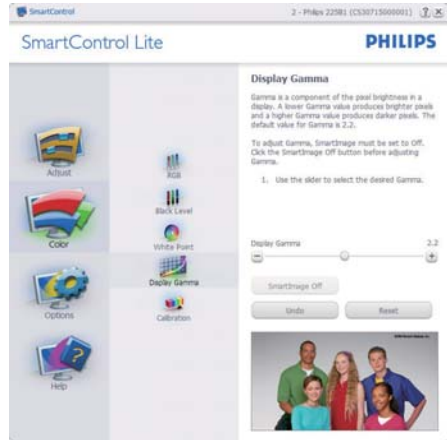 SmartControl
2 - Philips 225B1 (CS30715000001)
SmartControl Lite
PHILIPS
Adjust
Color
Options
Help
RGB
Black Level
White Point
Display Gamma
Calibration
Display Gamma
Gamma is a component of the pixel brightness in a
display. A lower Gamma value produces brighter pixels
and a higher Gamma value produces darker pixels. The
default value for Gamma is 2.2.
To adjust Gamma, SmartImage must be set to Off.
Click the SmartImage Off button before adjusting
Gamma.
1. Use the slider to select the desired Gamma.
Display Gamma 2.2
SmartImage Off
Undo Reset